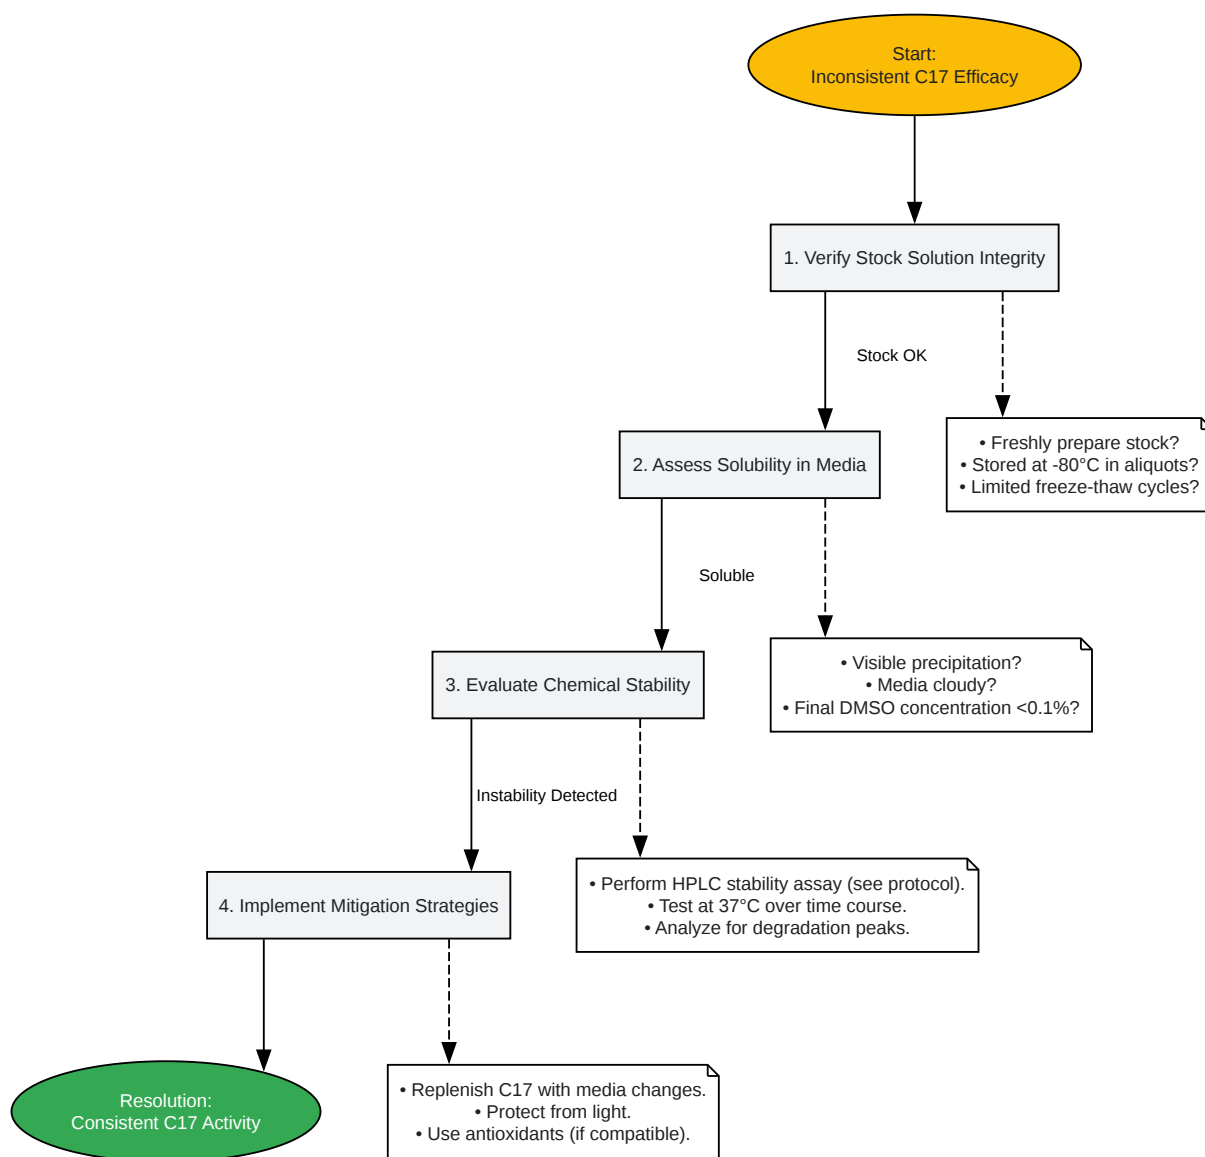 Start:
Inconsistent C17 Efficacy
1. Verify Stock Solution Integrity
Stock OK
• Freshly prepare stock?
• Stored at -80°C in aliquots?
• Limited freeze-thaw cycles?
2. Assess Solubility in Media
Soluble
• Visible precipitation?
• Media cloudy?
• Final DMSO concentration <0.1%?
3. Evaluate Chemical Stability
Instability Detected
• Perform HPLC stability assay (see protocol).
• Test at 37°C over time course.
• Analyze for degradation peaks.
4. Implement Mitigation Strategies
• Replenish C17 with media changes.
• Protect from light.
• Use antioxidants (if compatible).
Resolution:
Consistent C17 Activity